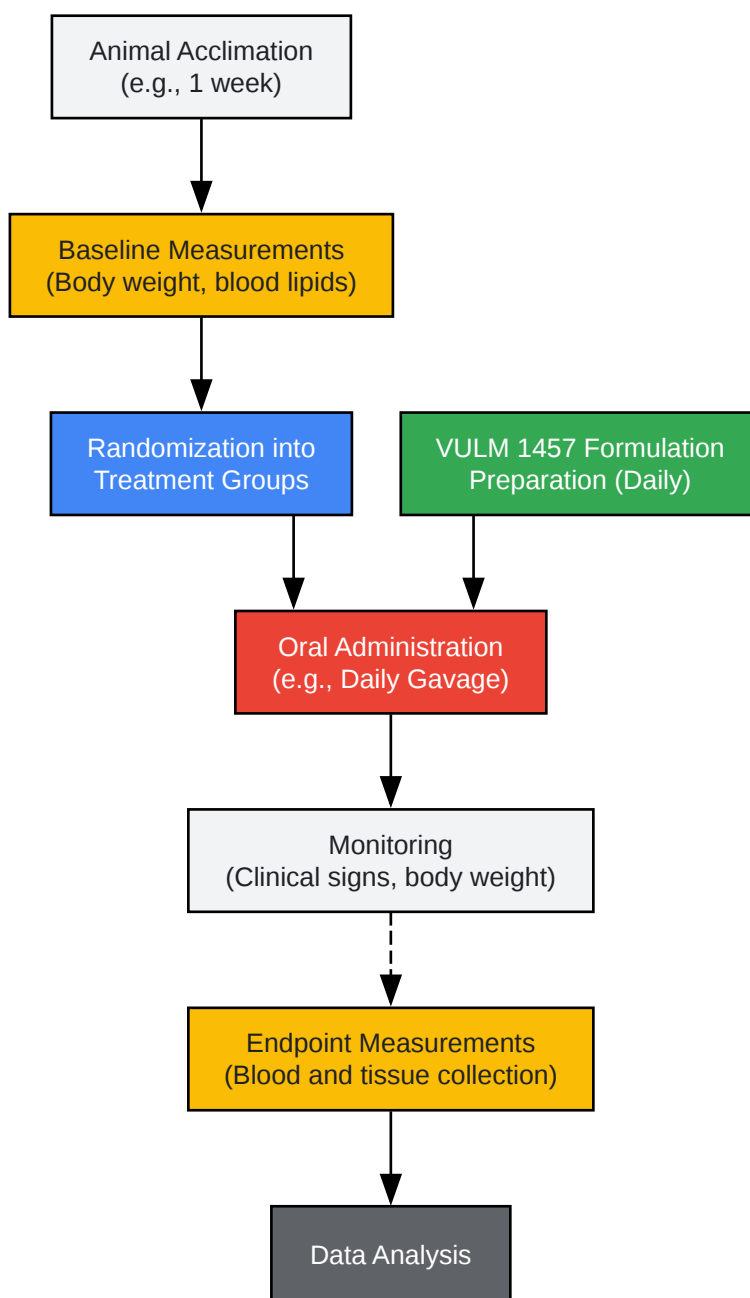 Animal Acclimation
(e.g., 1 week)
Baseline Measurements
(Body weight, blood lipids)
Randomization into
Treatment Groups
VULM 1457 Formulation
Preparation (Daily)
Oral Administration
(e.g., Daily Gavage)
Monitoring
(Clinical signs, body weight)
Endpoint Measurements
(Blood and tissue collection)
Data Analysis